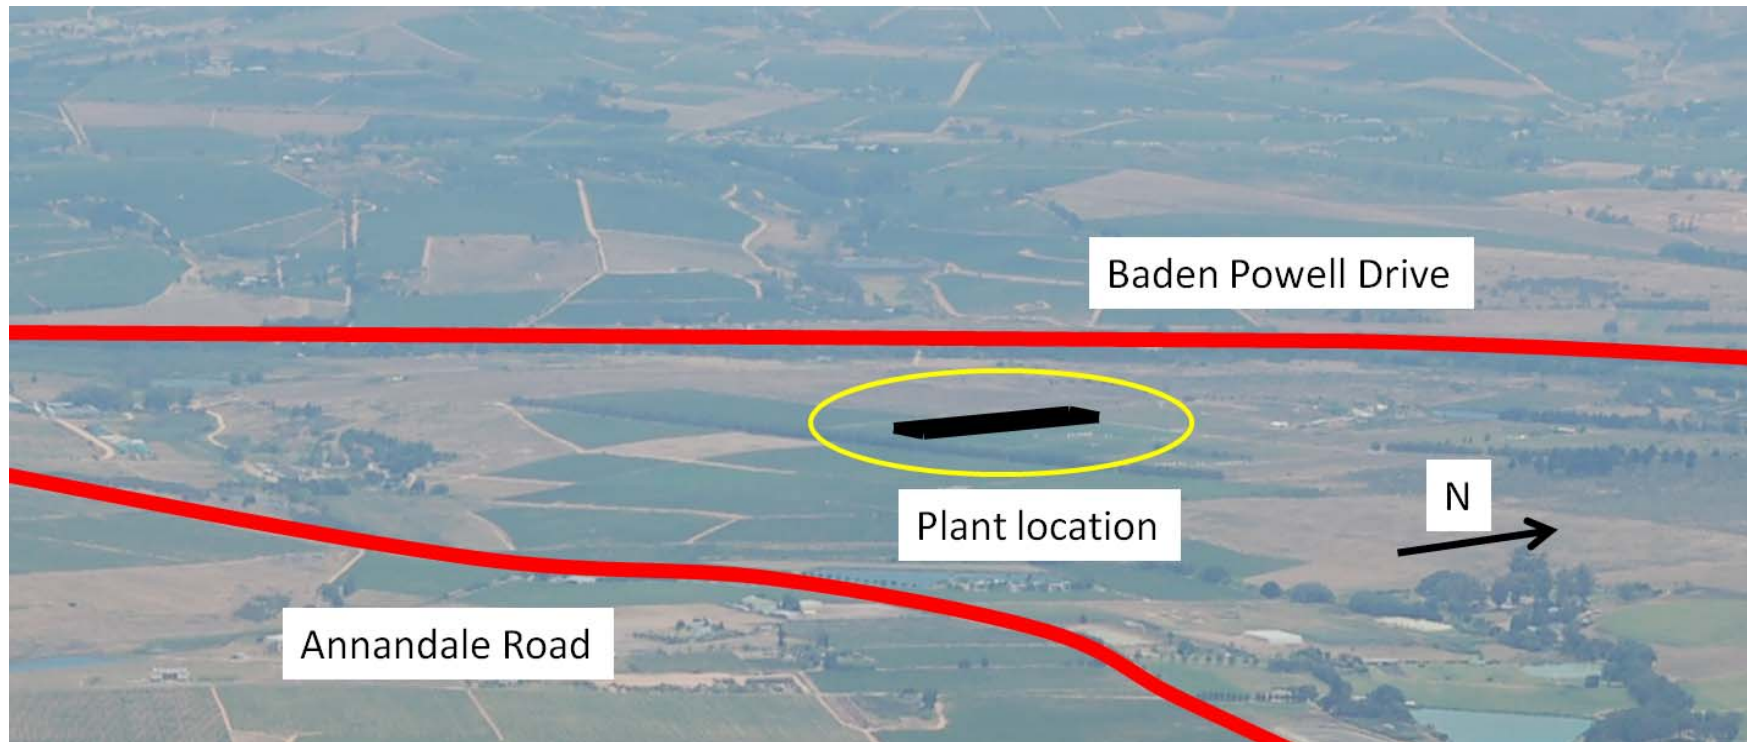 Baden Powell Drive
N
Plant location
Annandale Road